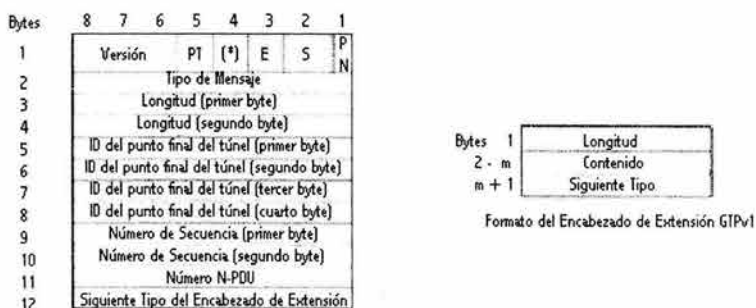 Bytes 8 7 6 5 4 3 2 1
1 Versión PT (*) E S PN
2 Tipo de Mensaje
3 Longitud (primer byte)
4 Longitud (segundo byte)
5 ID del punto final del túnel (primer byte)
6 ID del punto final del túnel (segundo byte)
7 ID del punto final del túnel (tercer byte)
8 ID del punto final del túnel (cuarto byte)
9 Número de Secuencia (primer byte)
10 Número de Secuencia (segundo byte)
11 Número N-PDU
12 Siguiente Tipo del Encabezado de Extensión
Bytes 1 Longitud
2 - m Contenido
m + 1 Siguiente Tipo
Formato del Encabezado de Extensión GTPv1